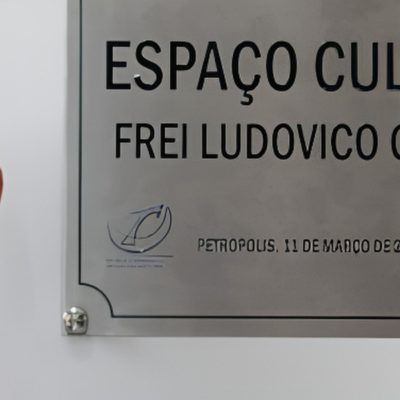 ESPAÇO CUL
FREI LUDOVICO
PETROPOLIS, 11 DE MARÇO DE